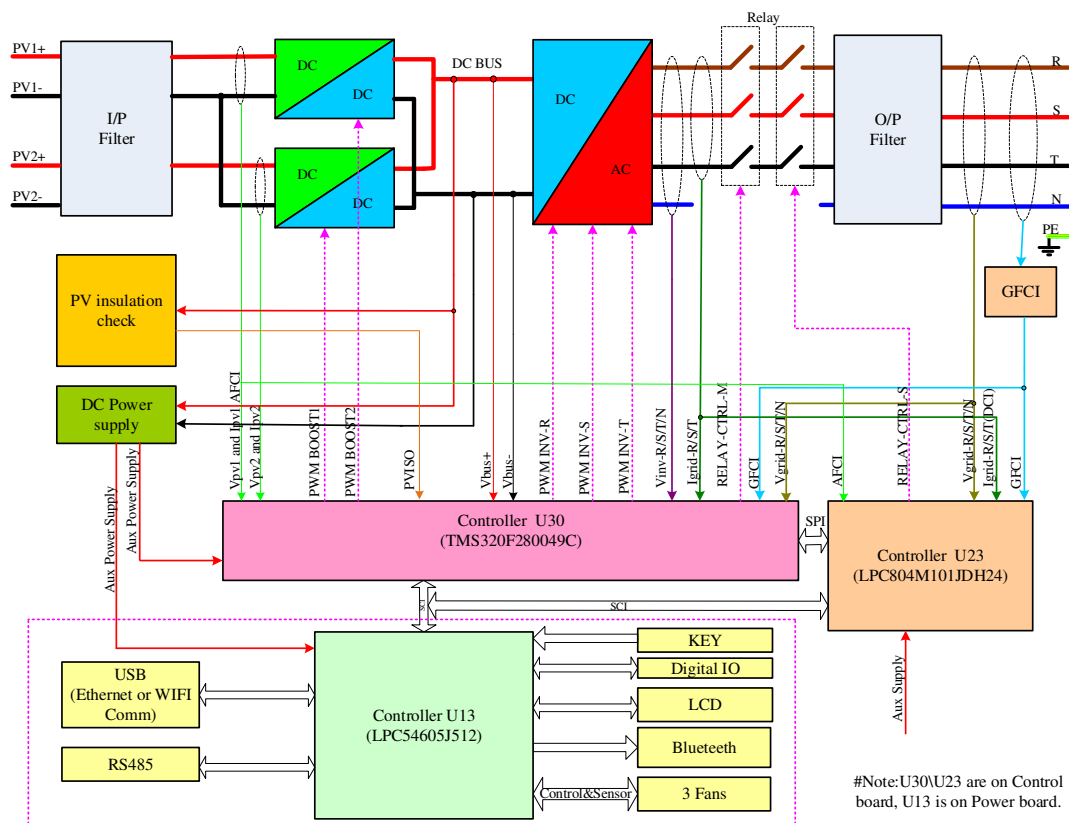 Relay
PV1+
PV1-
PV2+
PV2-
I/P
Filter
DC
DC
DC
DC
DC BUS
DC
AC
O/P
Filter
R
S
T
N
PE
PV insulation
check
GFCI
DC Power
supply
Vpv1 and Ipv1
AFCI
Vpv2 and Ipv2
PWM BOOST1
PWM BOOST2
PVISO
Vbus+
Vbus-
PWM INV-R
PWM INV-S
PWM INV-T
Vinv-R/S/T/N
Igrid-R/S/T
RELAY-CTRL-M
GFCI
Vgrid-R/S/T/N
AFCI
RELAY-CTRL-S
Vgrid-R/S/T/N
Igrid-R/S/T(DCI)
GFCI
Aux Power Supply
Aux Power Supply
Controller U30
(TMS320F280049C)
SPI
Controller U23
(LPC804M101JDH24)
SCI
SCI
Aux Supply
USB
(Ethernet or WIFI
Comm)
RS485
Controller U13
(LPC54605J512)
KEY
Digital IO
LCD
Blueteeth
Control&Sensor
3 Fans
#Note:U30\U23 are on Control
board, U13 is on Power board.